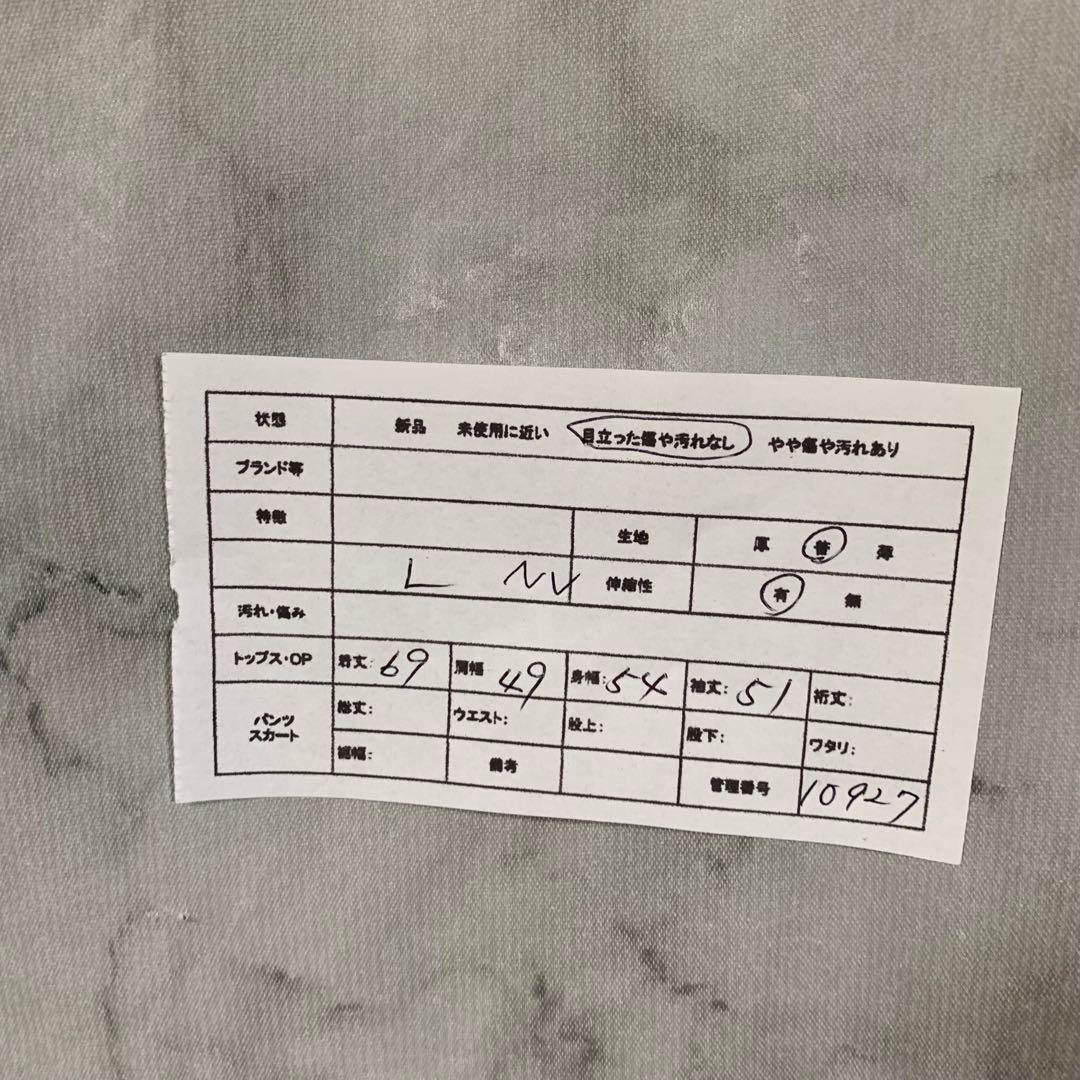 状態 新品 未使用に近い 目立った傷や汚れなし やや傷や汚れあり
ブランド等
特徴 生地 厚 普 薄
L NV 伸縮性 有 無
汚れ・傷み
トップス・OP 着丈: 69 肩幅 49 身幅: 54 袖丈: 51 裄丈:
パンツ スカート 総丈: ウエスト: 股上: 股下: ワタリ:
裾幅: 備考 管理番号 10927